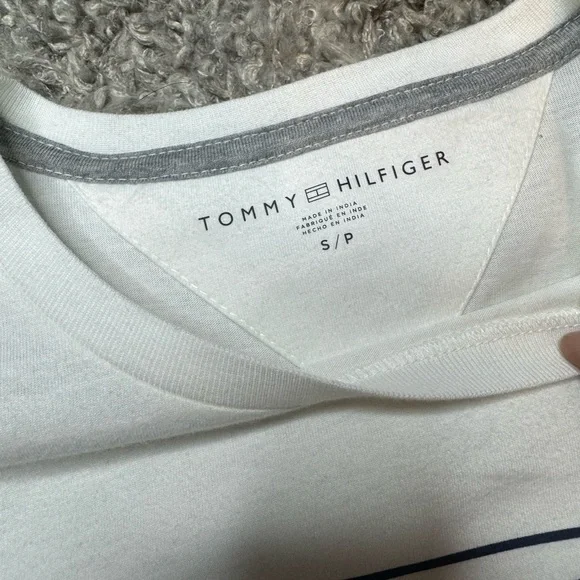 TOMMY HILFIGER
MADE IN INDIA
FABRIQUÉ EN INDE
HECHO EN INDIA
S/P